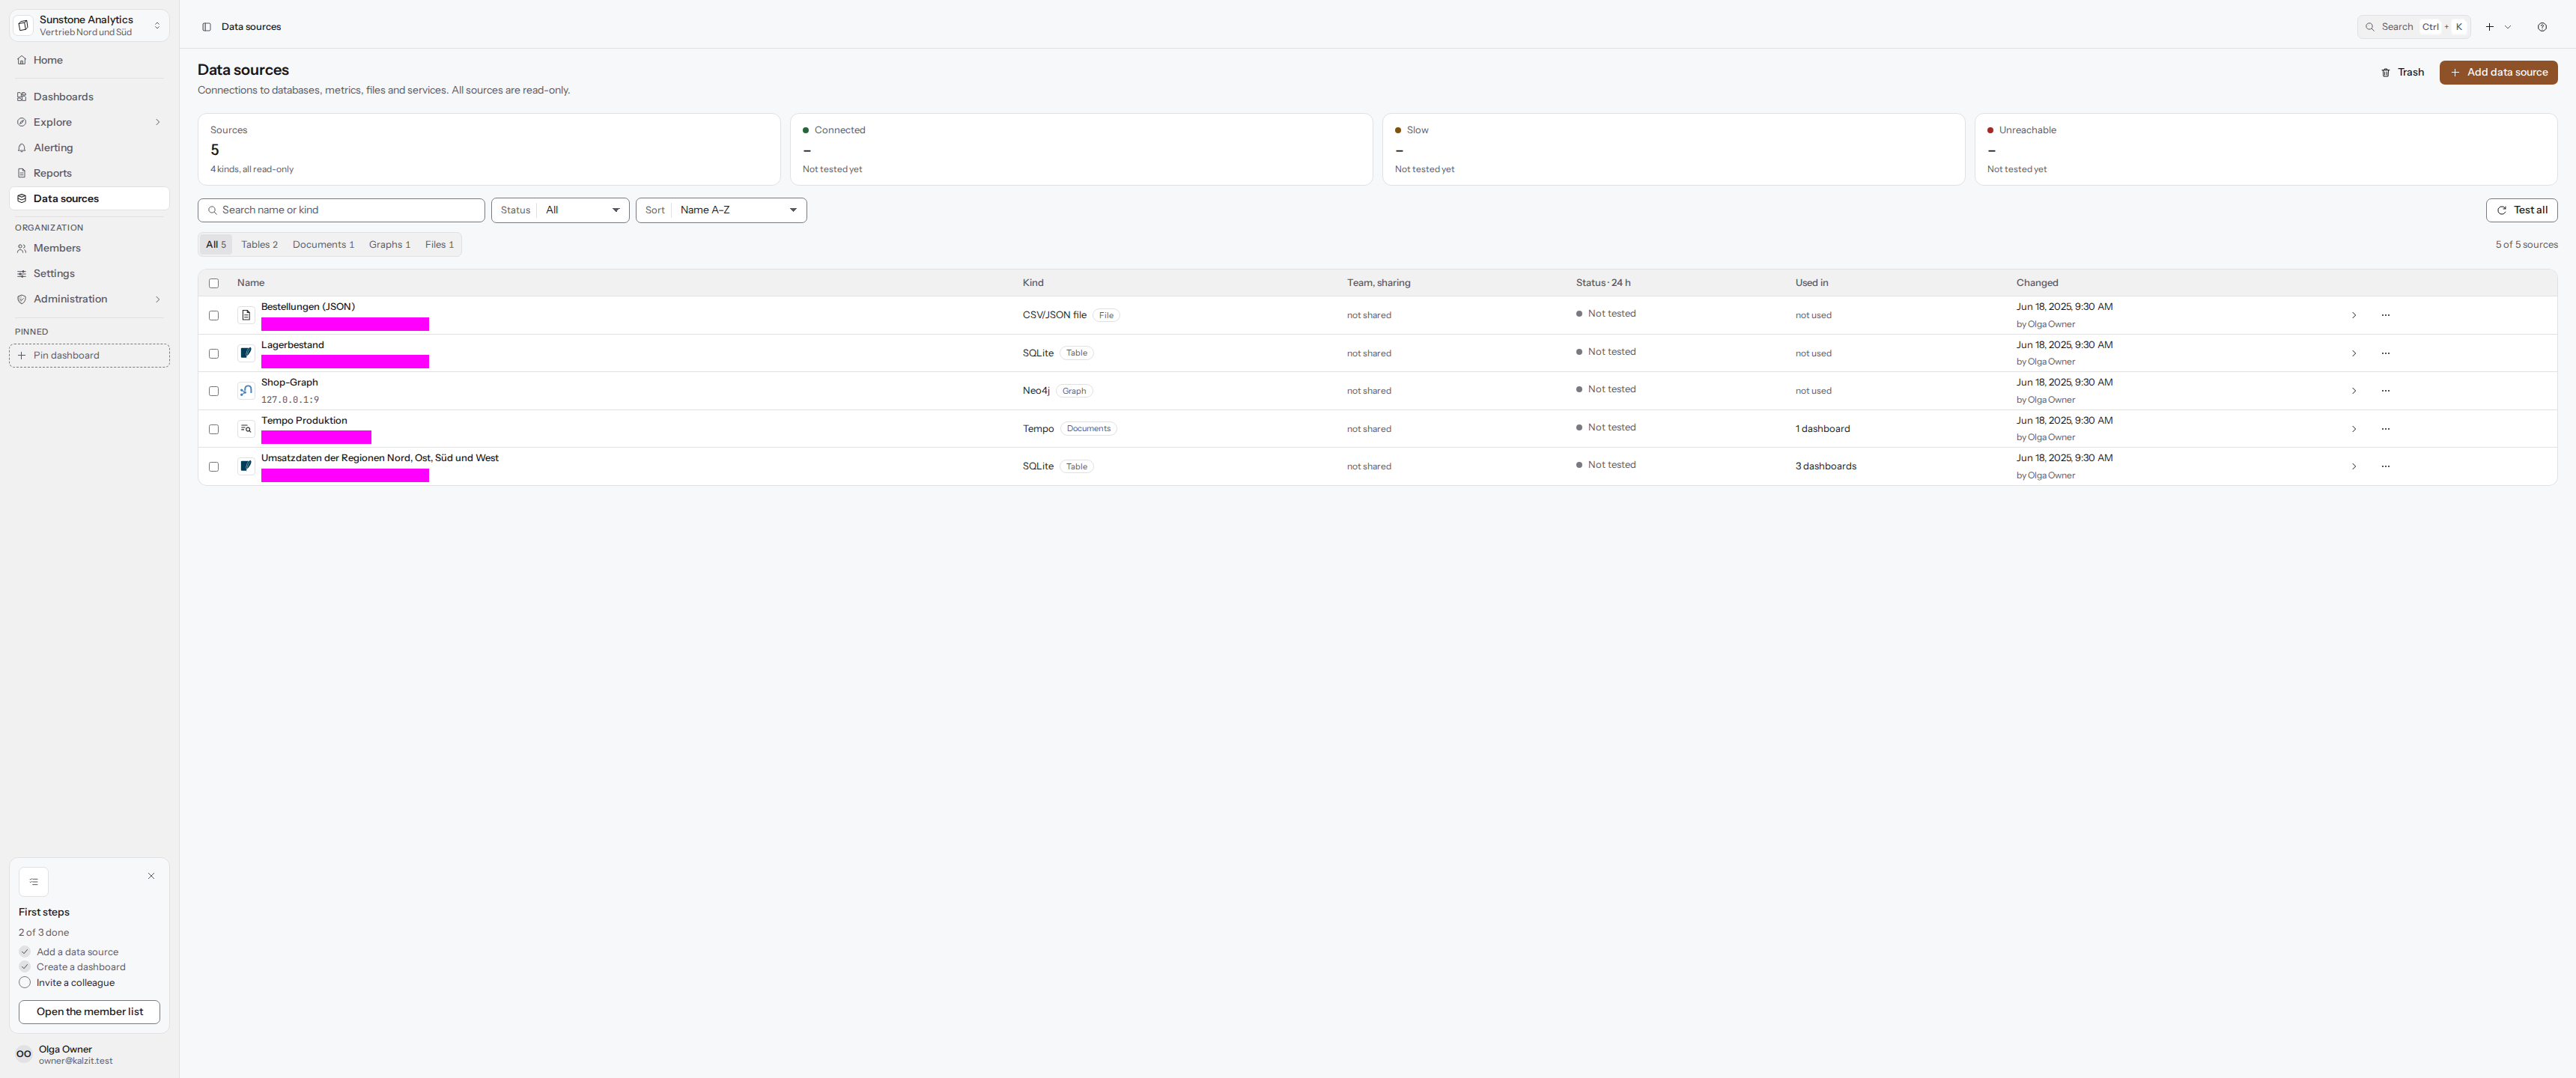 Sunstone Analytics
Vertrieb Nord und Süd
Home
Dashboards
Explore
Alerting
Reports
Data sources
ORGANIZATION
Members
Settings
Administration
PINNED
Pin dashboard
First steps
2 of 3 done
Add a data source
Create a dashboard
Invite a colleague
Open the member list
OO
Olga Owner
owner@kalzit.test
Data sources
Search Ctrl + K
Data sources
Connections to databases, metrics, files and services. All sources are read-only.
Trash
Add data source
Sources
5
4 kinds, all read-only
Connected
–
Not tested yet
Slow
–
Not tested yet
Unreachable
–
Not tested yet
Search name or kind
Status All
Sort Name A–Z
Test all
All 5 Tables 2 Documents 1 Graphs 1 Files 1
5 of 5 sources
Name Kind Team, sharing Status · 24 h Used in Changed
Bestellungen (JSON)
CSV/JSON file File not shared Not tested not used
Jun 18, 2025, 9:30 AM
by Olga Owner
Lagerbestand
SQLite Table not shared Not tested not used
Jun 18, 2025, 9:30 AM
by Olga Owner
Shop-Graph
127.0.0.1:9
Neo4j Graph not shared Not tested not used
Jun 18, 2025, 9:30 AM
by Olga Owner
Tempo Produktion
Tempo Documents not shared Not tested 1 dashboard
Jun 18, 2025, 9:30 AM
by Olga Owner
Umsatzdaten der Regionen Nord, Ost, Süd und West
SQLite Table not shared Not tested 3 dashboards
Jun 18, 2025, 9:30 AM
by Olga Owner